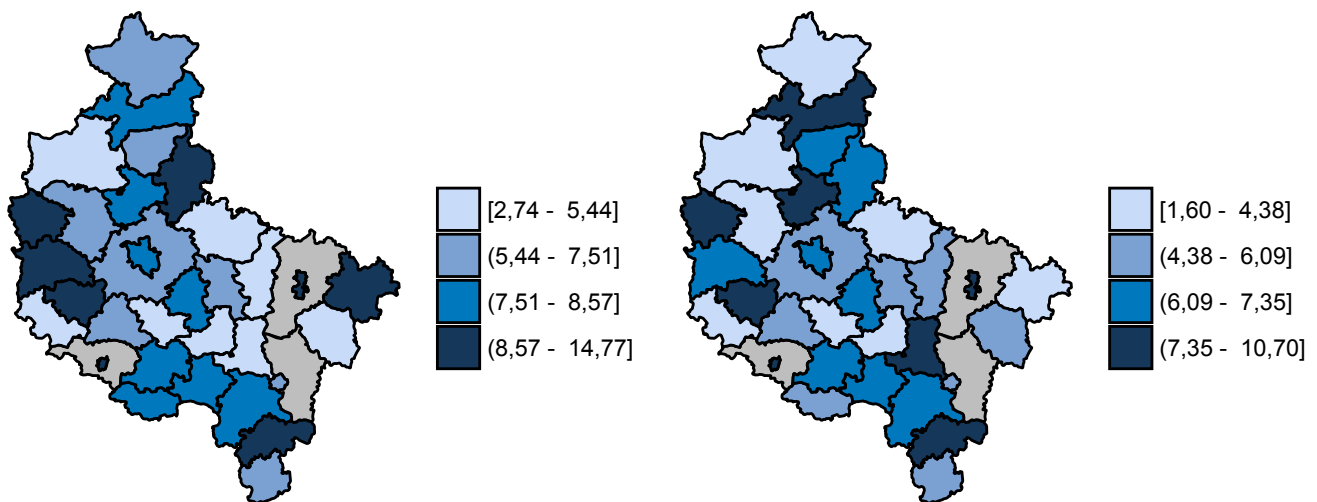 [2,74 - 5,44]
(5,44 - 7,51]
(7,51 - 8,57]
(8,57 - 14,77]
[1,60 - 4,38]
(4,38 - 6,09]
(6,09 - 7,35]
(7,35 - 10,70]